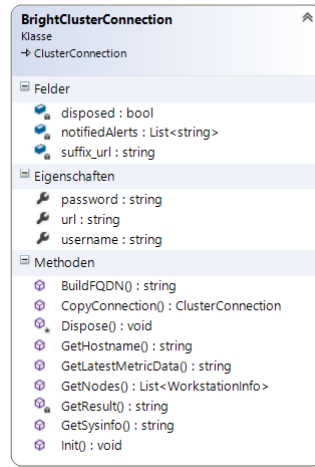 BrightClusterConnection
Klasse
ClusterConnection
Felder
disposed : bool
notifiedAlerts : List<string>
suffix_url : string
Eigenschaften
password : string
url : string
username : string
Methoden
BuildFQDN() : string
CopyConnection() : ClusterConnection
Dispose() : void
GetHostname() : string
GetLatestMetricData() : string
GetNodes() : List<WorkstationInfo>
GetResult() : string
GetSysinfo() : string
Init() : void